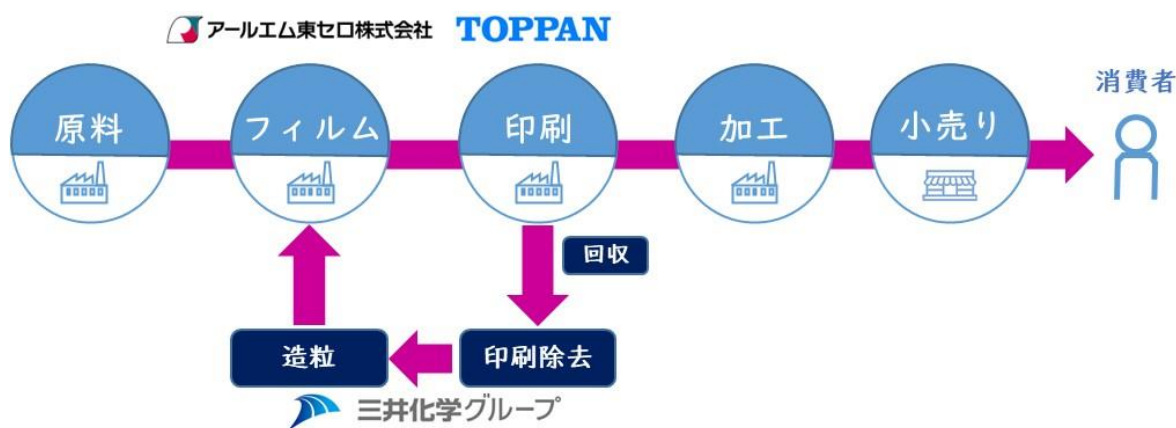 アールエム東セロ株式会社 TOPPAN
消費者
原料 フィルム 印刷 加工 小売り
回収
造粒 印刷除去
三井化学グループ